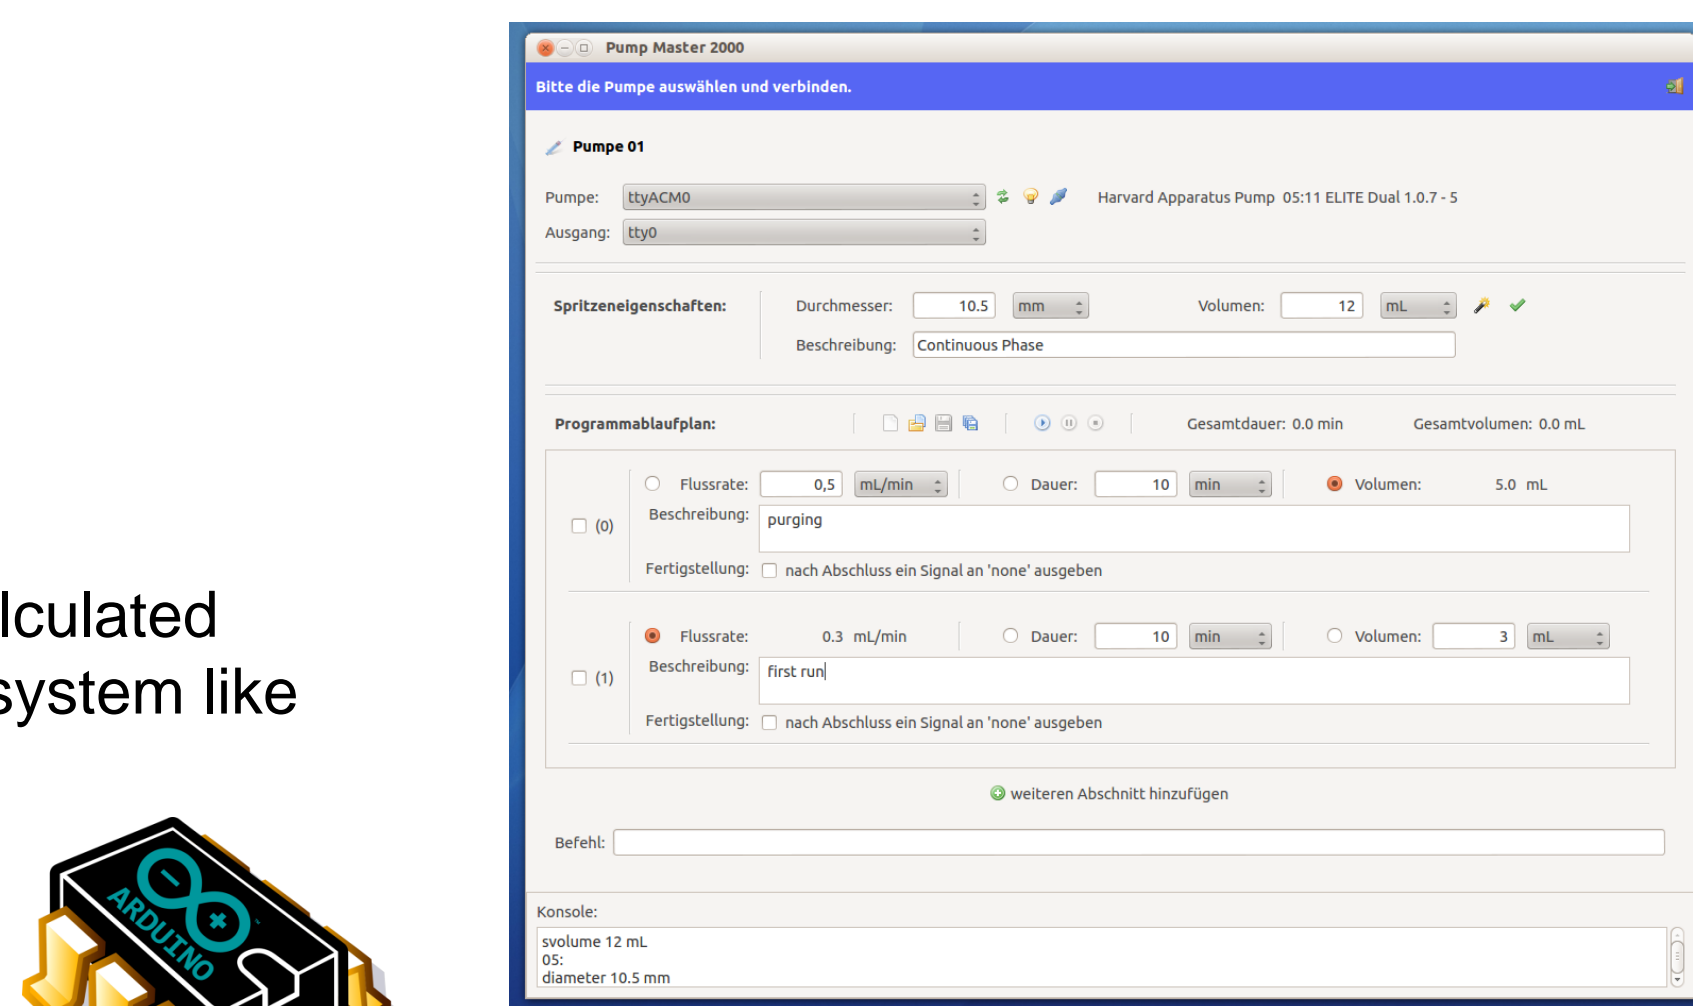 Pump Master 2000
Bitte die Pumpe auswählen und verbinden.
Pumpe 01
Pumpe: ttyACM0 Harvard Apparatus Pump 05:11 ELITE Dual 1.0.7 - 5
Ausgang: tty0
Spritzeneigenschaften: Durchmesser: 10.5 mm Volumen: 12 mL
Beschreibung: Continuous Phase
Programmablaufplan: Gesamtdauer: 0.0 min Gesamtvolumen: 0.0 mL
Flussrate: 0,5 mL/min Dauer: 10 min Volumen: 5.0 mL
(0) Beschreibung: purging
Fertigstellung: nach Abschluss ein Signal an 'none' ausgeben
Flussrate: 0.3 mL/min Dauer: 10 min Volumen: 3 mL
(1) Beschreibung: first run
Fertigstellung: nach Abschluss ein Signal an 'none' ausgeben
weiteren Abschnitt hinzufügen
Befehl:
Konsole:
svolume 12 mL
05:
diameter 10.5 mm
lculated
system like
ARDUINO